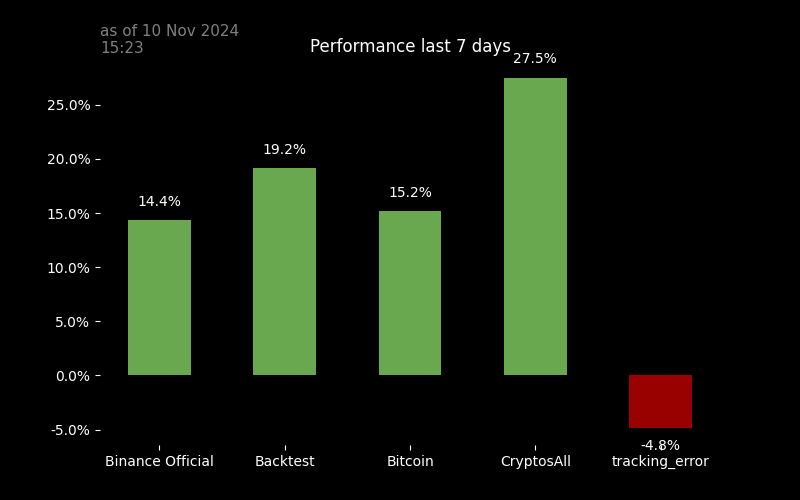 as of 10 Nov 2024
15:23
Performance last 7 days
27.5%
25.0%
20.0%
19.2%
15.2%
14.4%
15.0%
10.0%
5.0%
0.0%
-5.0%
-4.8%
Binance Official
Backtest
Bitcoin
CryptosAll
tracking_error